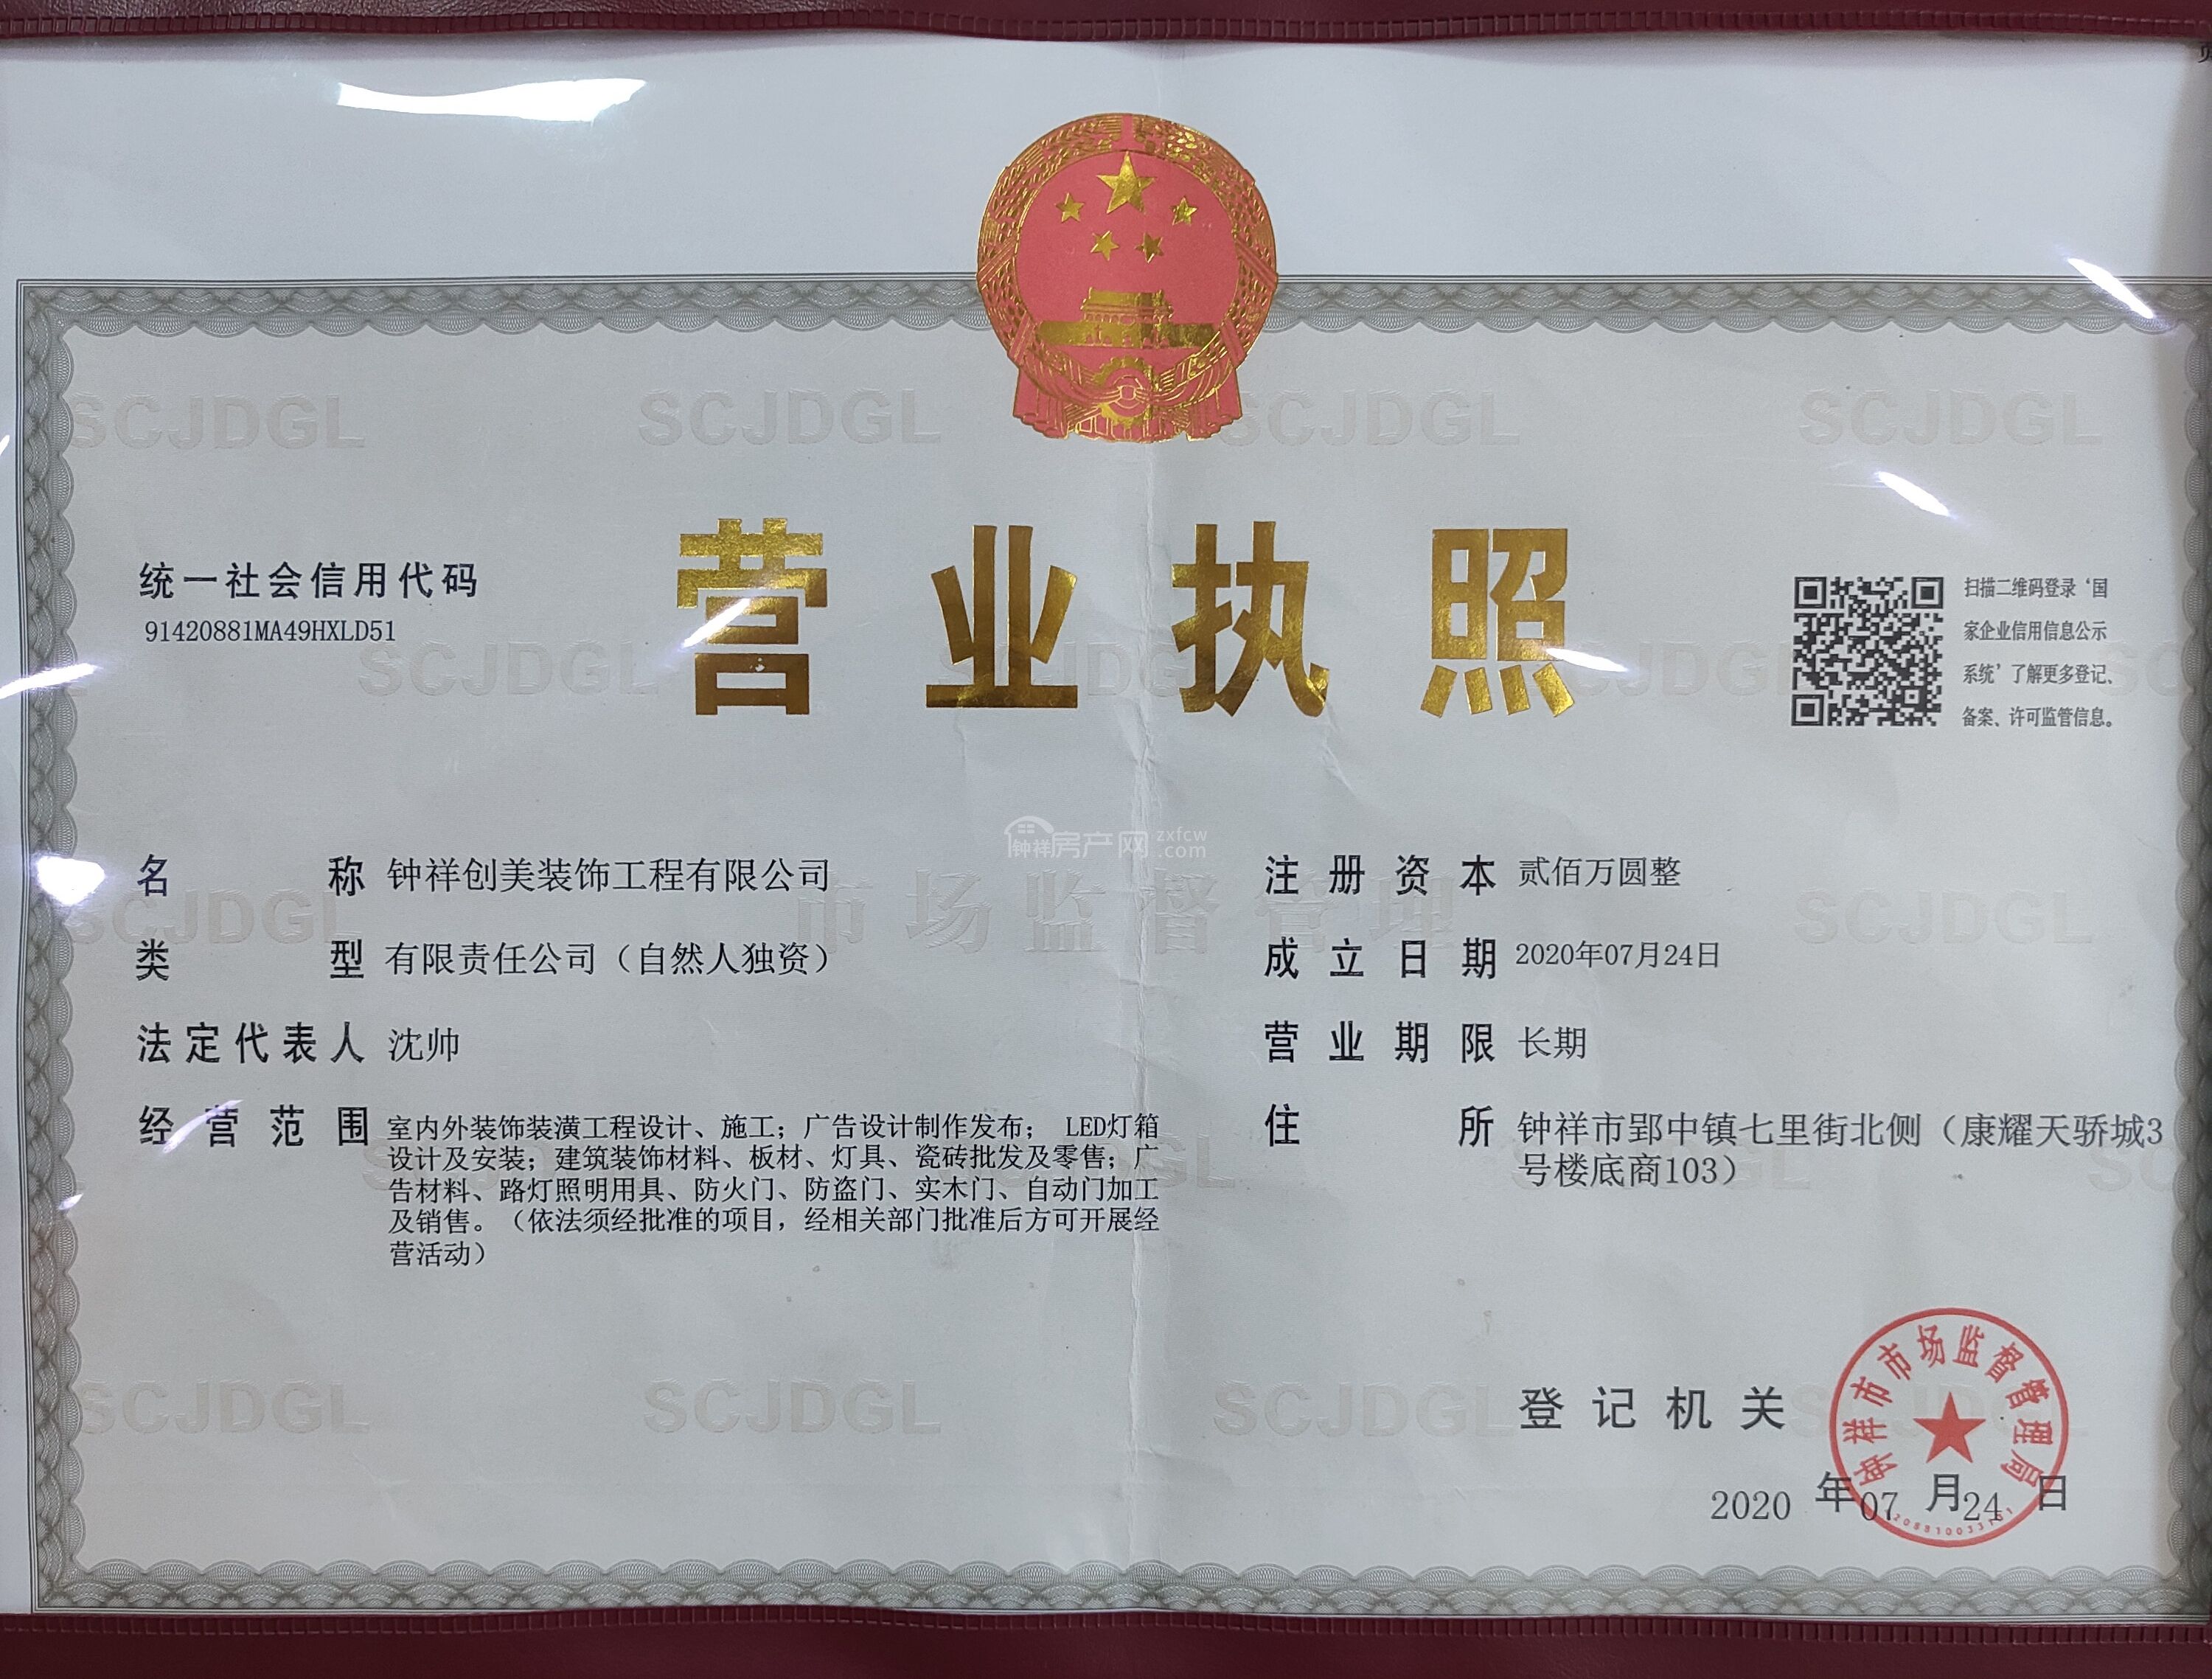 营业执照
统一社会信用代码
91420881MA49HXLD51
扫描二维码登录‘国
家企业信用信息公示
系统’了解更多登记、
备案、许可监管信息。
钟祥房产网 zxfcw.com
名称 钟祥创美装饰工程有限公司
类型 有限责任公司（自然人独资）
法定代表人 沈帅
经营范围 室内外装饰装潢工程设计、施工；广告设计制作发布； LED灯箱
设计及安装；建筑装饰材料、板材、灯具、瓷砖批发及零售；广
告材料、路灯照明用具、防火门、防盗门、实木门、自动门加工
及销售。（依法须经批准的项目，经相关部门批准后方可开展经
营活动）
注册资本 贰佰万圆整
成立日期 2020年07月24日
营业期限 长期
住所 钟祥市郢中镇七里街北侧（康耀天骄城3
号楼底商103）
市场监督管理
SCJDGL SCJDGL SCJDGL SCJDGL
SCJDGL
SCJDGL
SCJDGL SCJDGL SCJDGL
登记机关
钟祥市市场监督管理局
2020 年07 月24 日